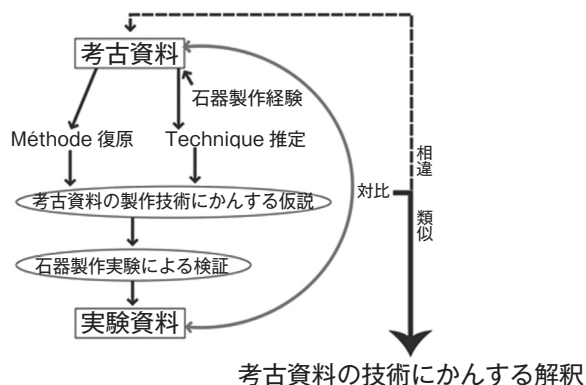 考古資料
石器製作経験
Méthode 復原
Technique 推定
考古資料の製作技術にかんする仮説
石器製作実験による検証
実験資料
対比
相違
類似
考古資料の技術にかんする解釈